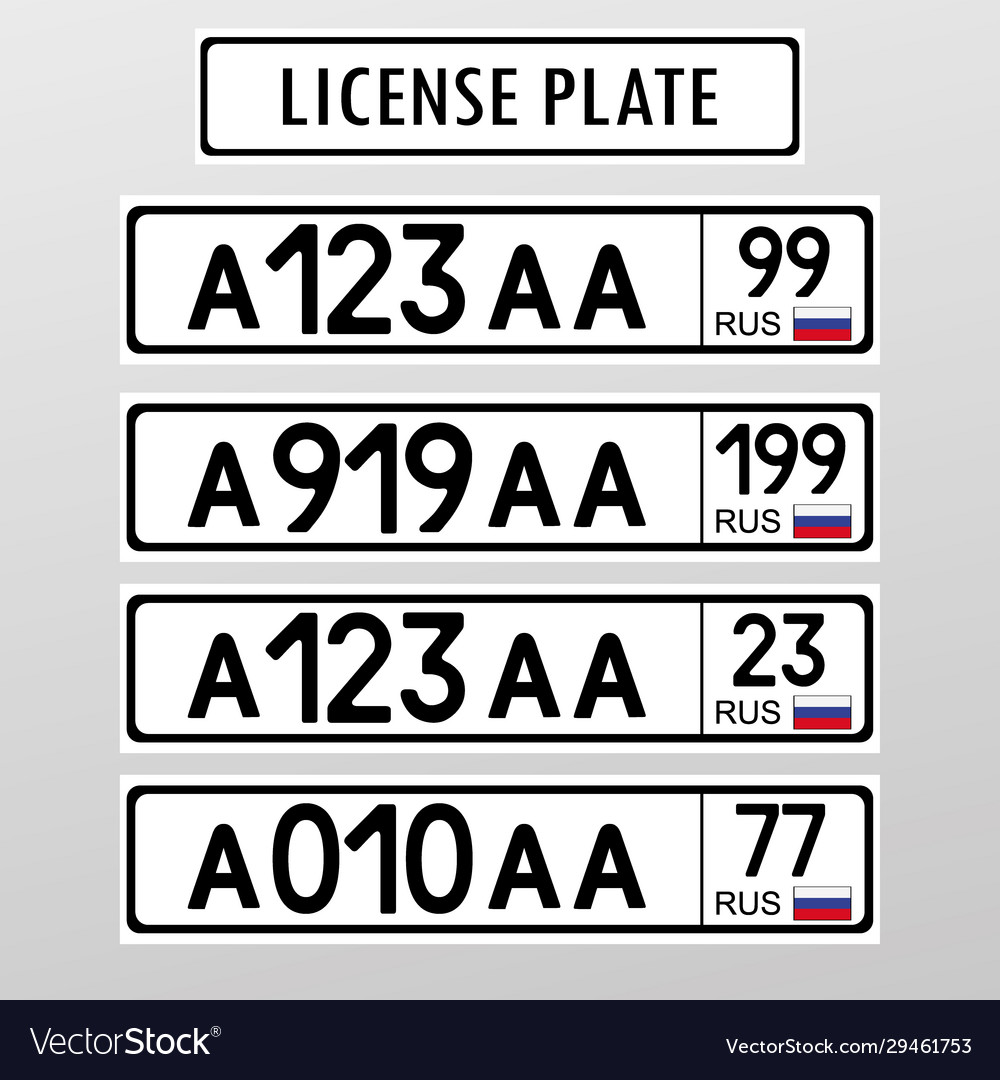 LICENSE PLATE
A123AA 99
RUS
A919AA 199
RUS
A123AA 23
RUS
A010AA 77
RUS
VectorStock®
VectorStock.com/29461753